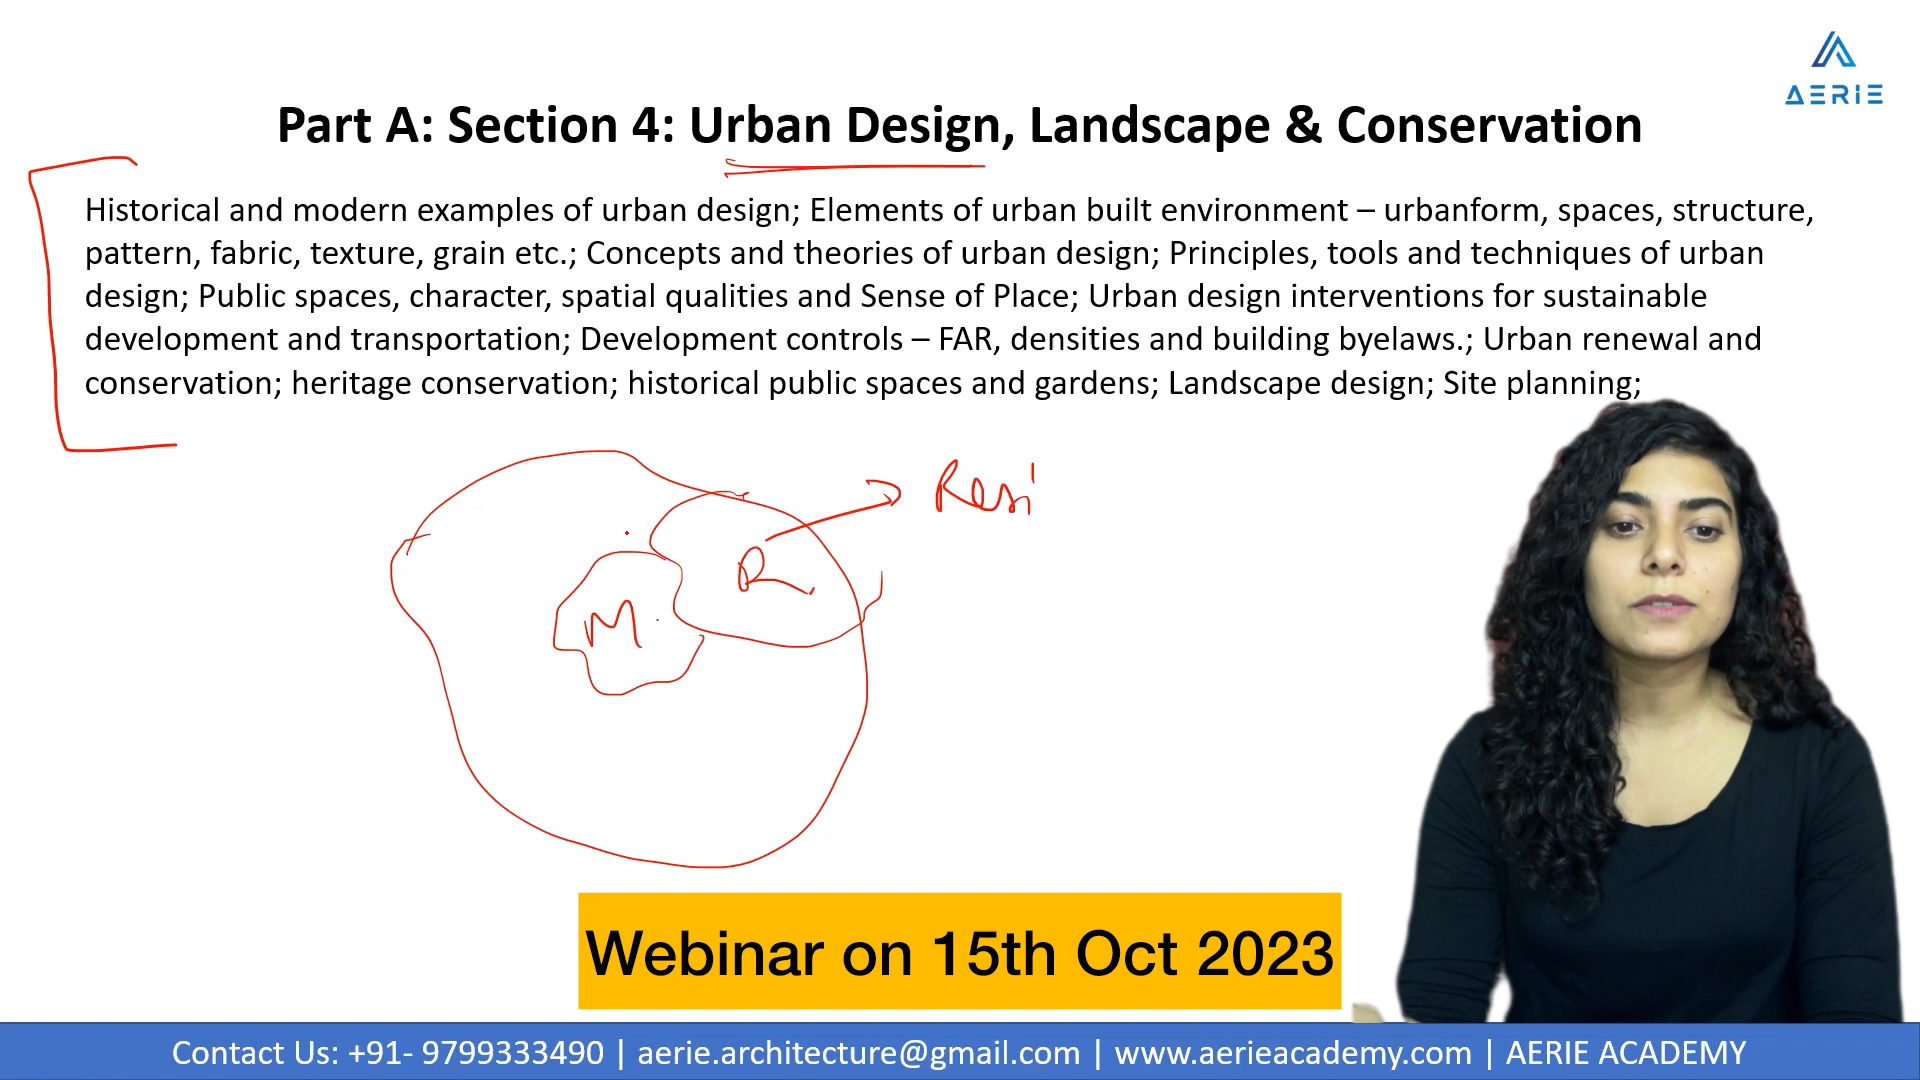 AERIE
Part A: Section 4: Urban Design, Landscape & Conservation
Historical and modern examples of urban design; Elements of urban built environment – urbanform, spaces, structure,
pattern, fabric, texture, grain etc.; Concepts and theories of urban design; Principles, tools and techniques of urban
design; Public spaces, character, spatial qualities and Sense of Place; Urban design interventions for sustainable
development and transportation; Development controls – FAR, densities and building byelaws.; Urban renewal and
conservation; heritage conservation; historical public spaces and gardens; Landscape design; Site planning;
Resi
R
M
Webinar on 15th Oct 2023
Contact Us: +91- 9799333490 | aerie.architecture@gmail.com | www.aerieacademy.com | AERIE ACADEMY